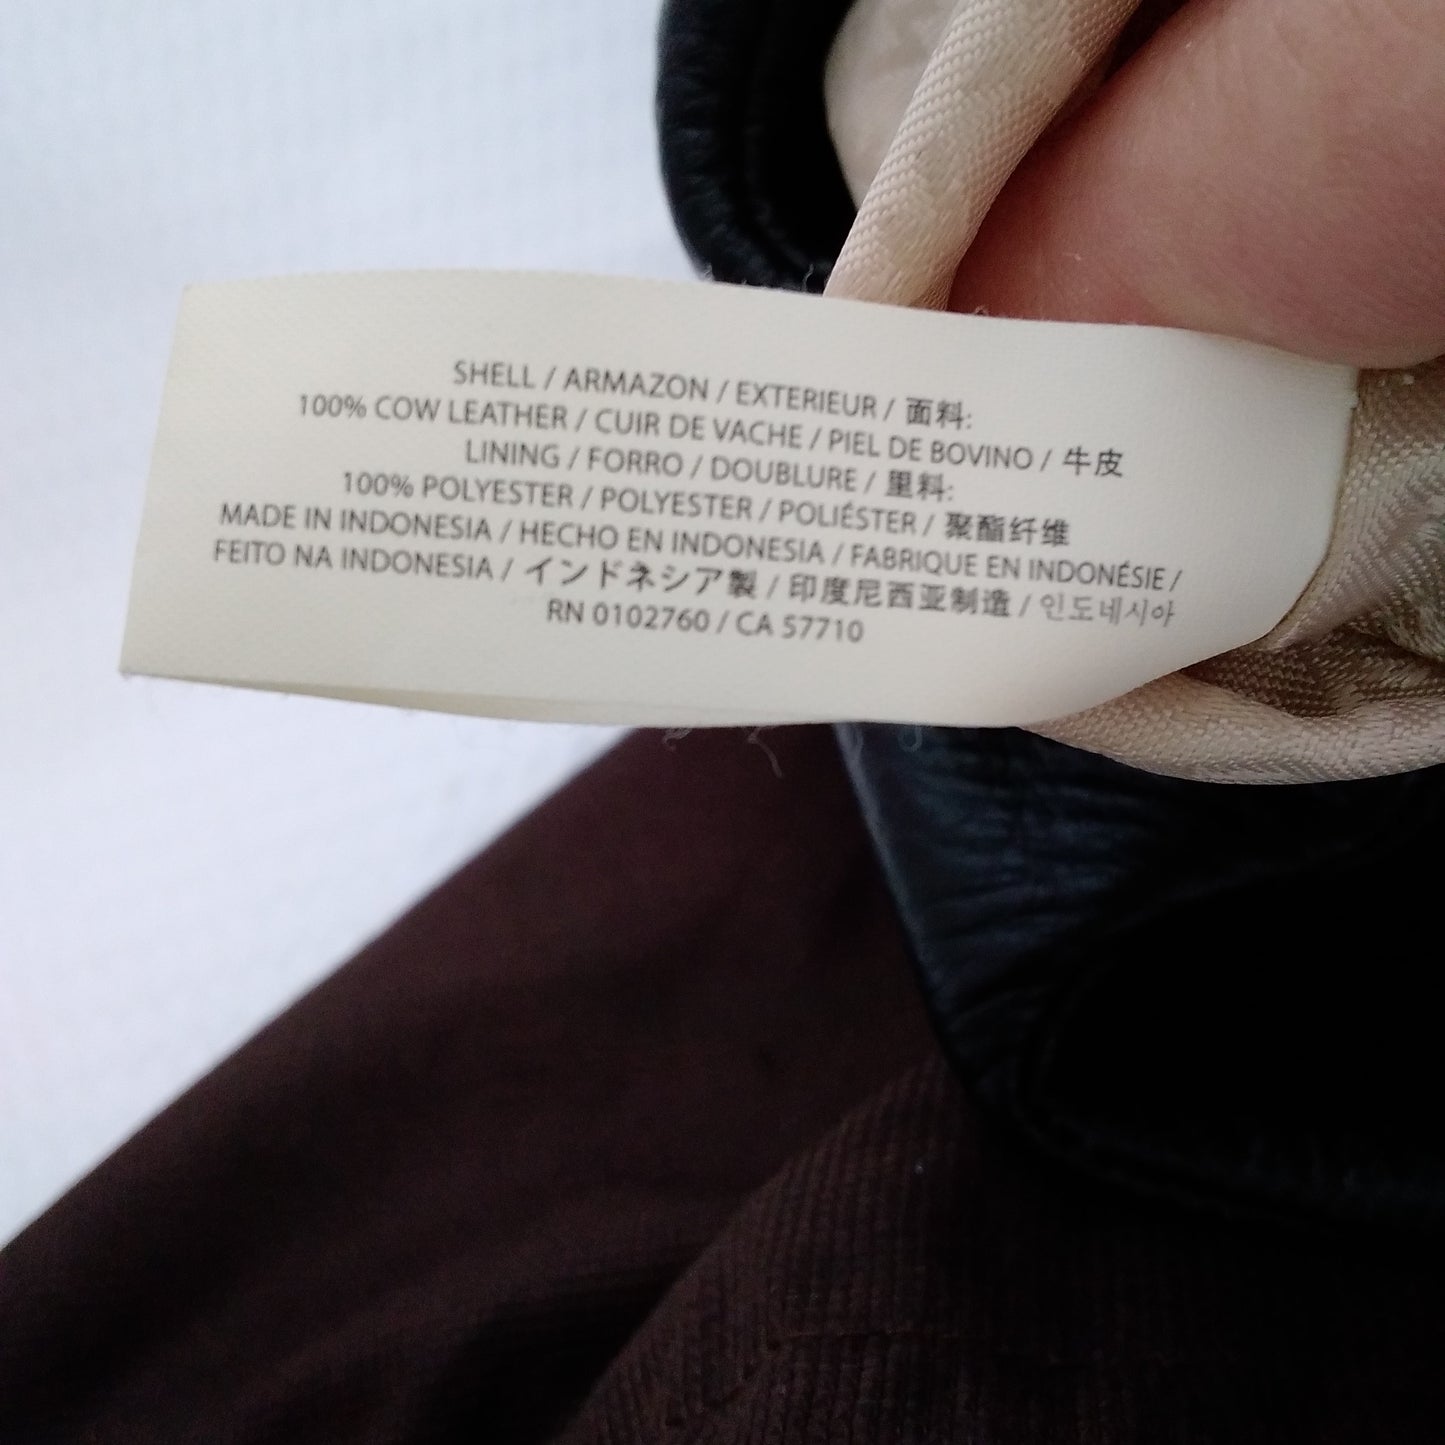 SHELL / ARMAZON / EXTERIEUR / 面料:
100% COW LEATHER / CUIR DE VACHE / PIEL DE BOVINO / 牛皮
LINING / FORRO / DOUBLURE / 里料:
100% POLYESTER / POLYESTER / POLIÉSTER / 聚酯纤维
MADE IN INDONESIA / HECHO EN INDONESIA / FABRIQUE EN INDONÉSIE /
FEITO NA INDONESIA / インドネシア製 / 印度尼西亚制造 / 인도네시아
RN 0102760 / CA 57710